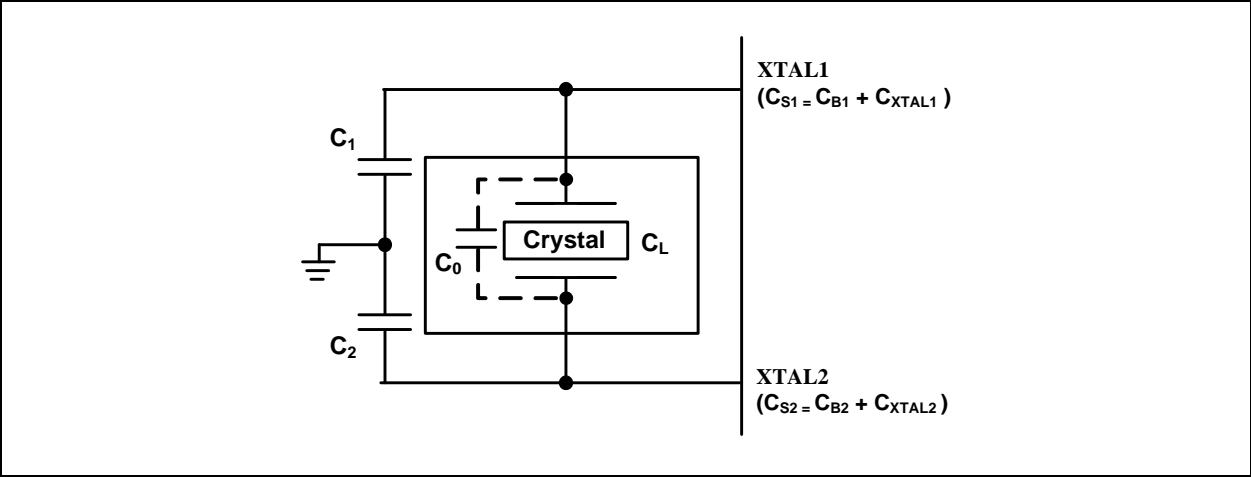 XTAL1
(CS1 = CB1 + CXTAL1 )
C1
Crystal
CL
C0
C2
XTAL2
(CS2 = CB2 + CXTAL2 )